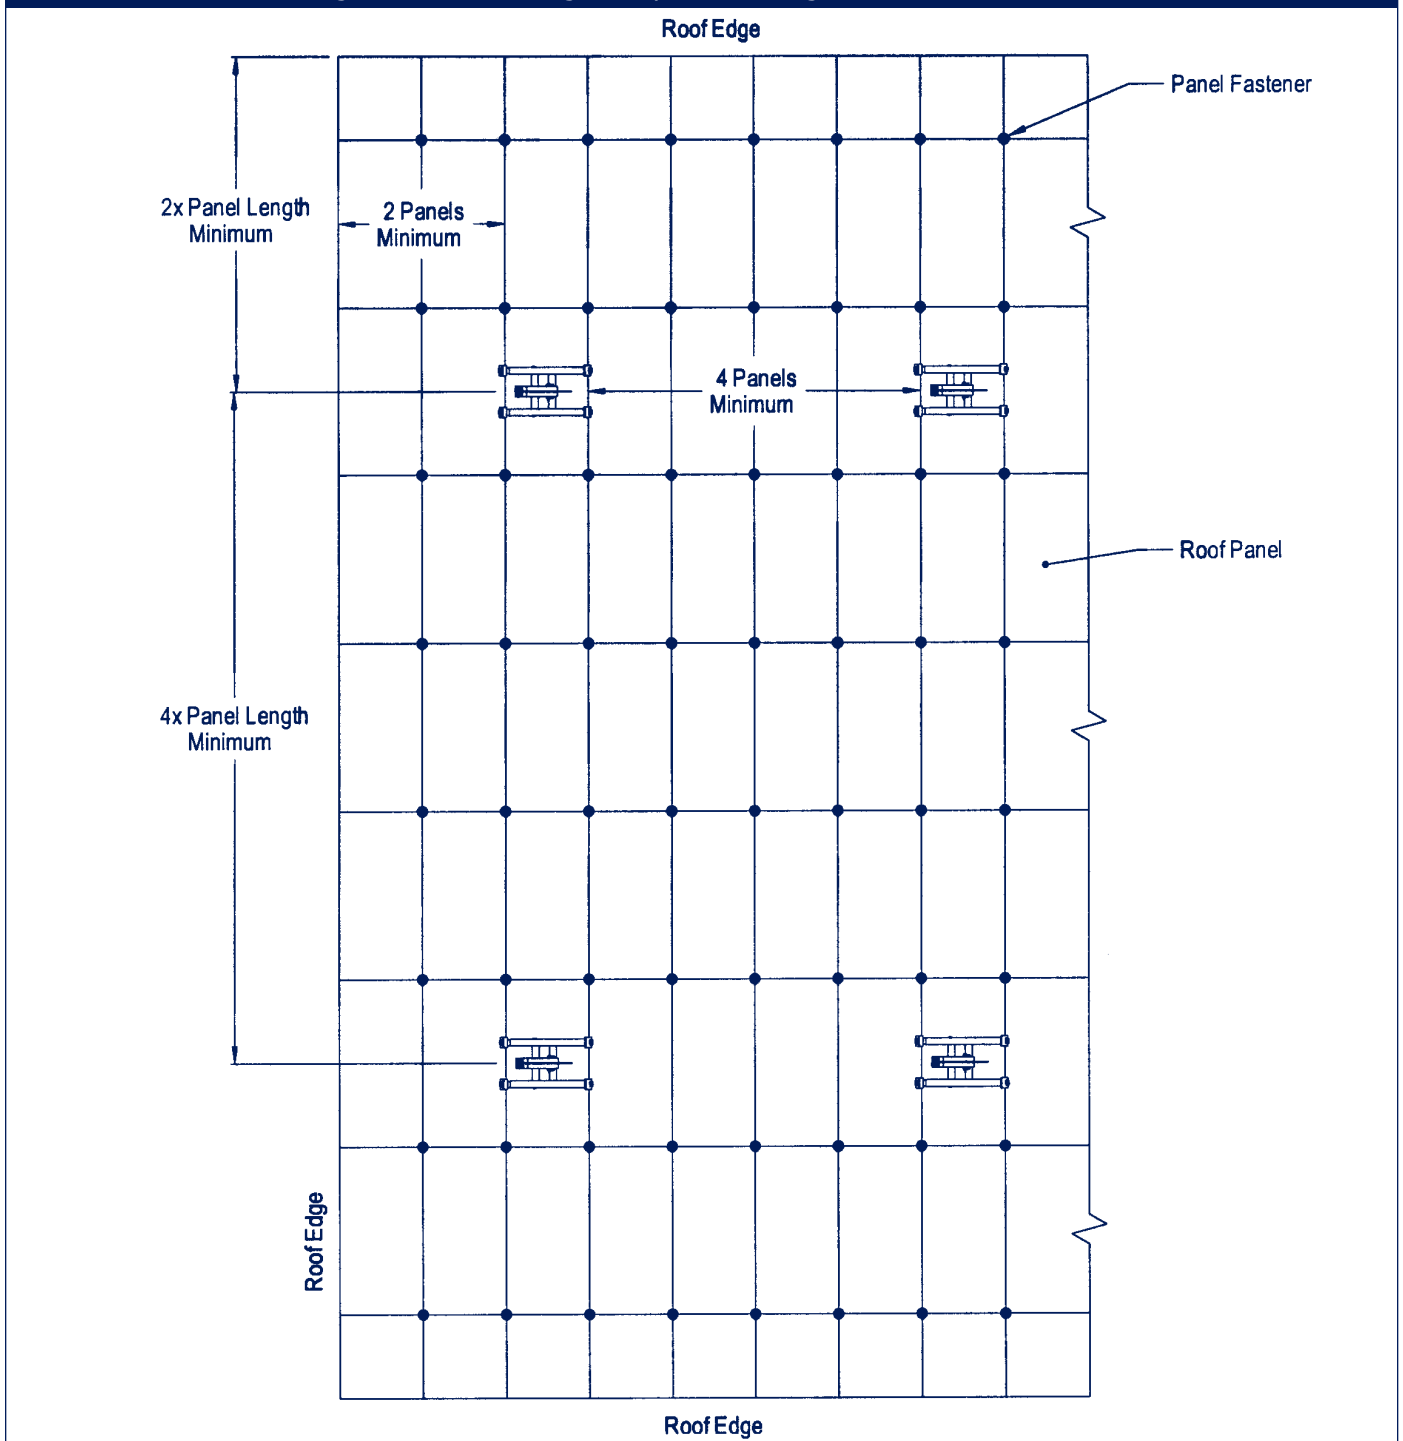 Roof Edge
Panel Fastener
2x Panel Length
Minimum
2 Panels
Minimum
4 Panels
Minimum
Roof Panel
4x Panel Length
Minimum
Roof Edge
Roof Edge